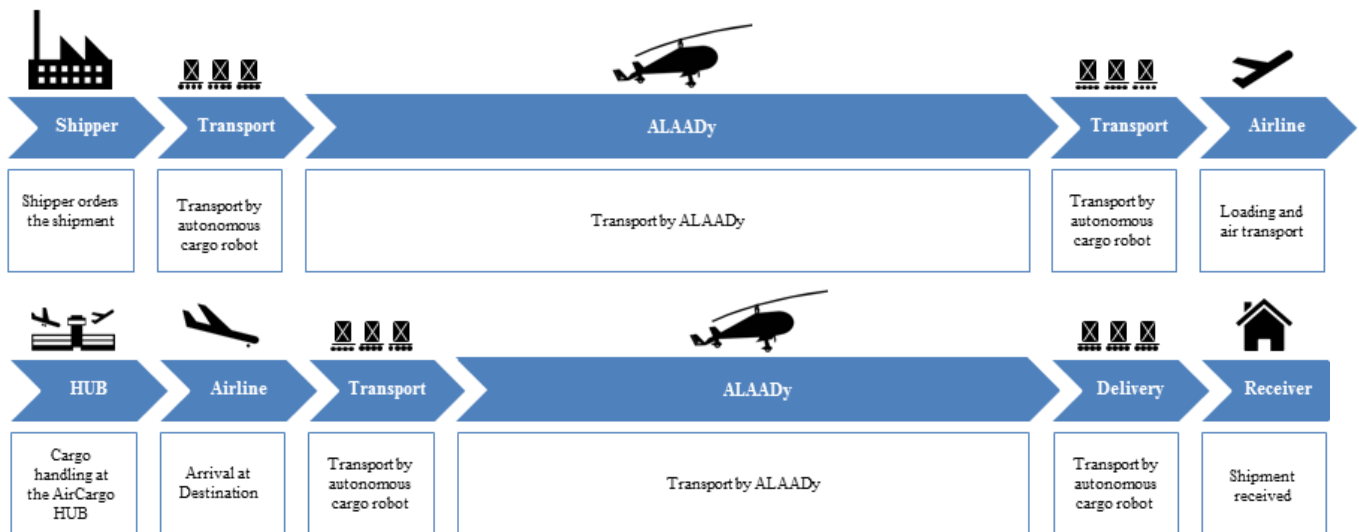 Shipper
Transport
ALAADy
Transport
Airline
Shipper orders
the shipment
Transport by
autonomous
cargo robot
Transport by ALAADy
Transport by
autonomous
cargo robot
Loading and
air transport
HUB
Airline
Transport
ALAADy
Delivery
Receiver
Cargo
handling at
the AirCargo
HUB
Arrival at
Destination
Transport by
autonomous
cargo robot
Transport by ALAADy
Transport by
autonomous
cargo robot
Shipment
received